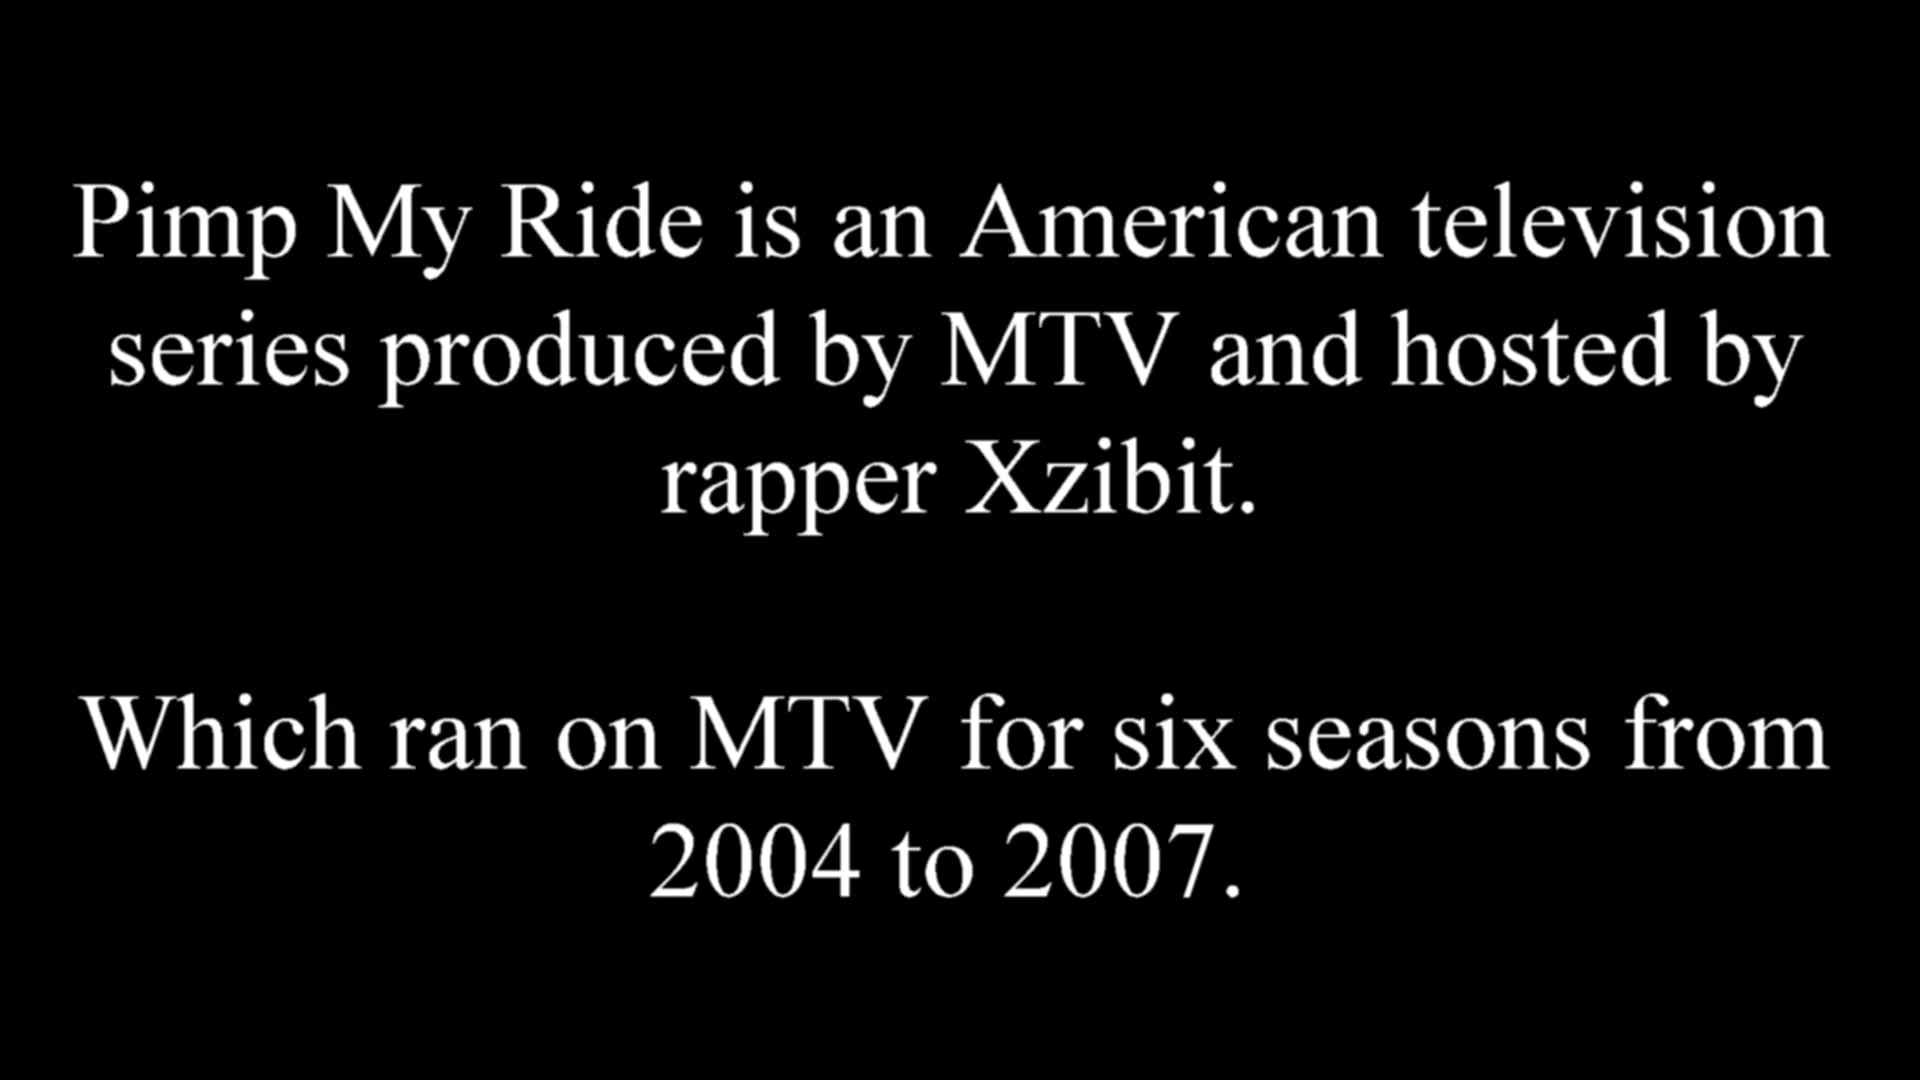 Pimp My Ride is an American television
series produced by MTV and hosted by
rapper Xzibit.
Which ran on MTV for six seasons from
2004 to 2007.